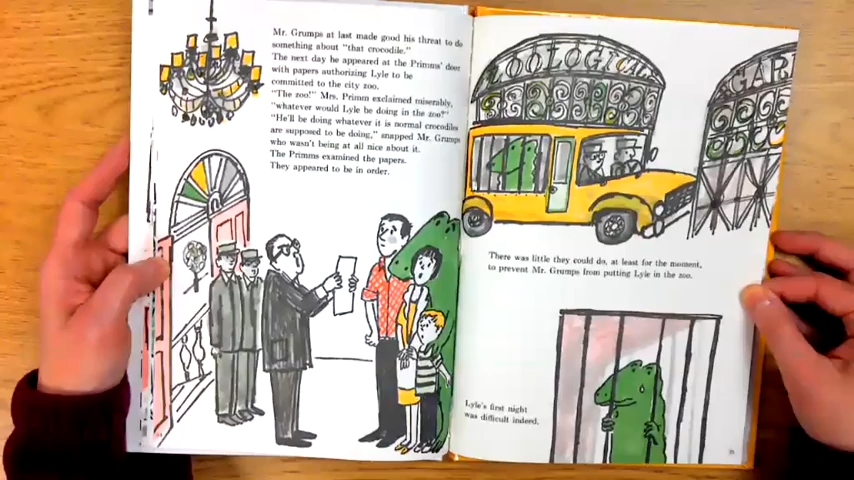 Mr. Grumps at last made good his threat to do
something about "that crocodile."
The next day he appeared at the Primms' door
with papers authorizing Lyle to be
committed to the city zoo.
"The zoo!" Mrs. Primm exclaimed miserably,
"whatever would Lyle be doing in the zoo?"
"He'll be doing whatever it is normal crocodiles
are supposed to be doing," snapped Mr. Grumps
who wasn't being at all nice about it.
The Primms examined the papers.
They appeared to be in order.
ZOOLOGICAL
GAR
There was little they could do, at least for the moment,
to prevent Mr. Grumps from putting Lyle in the zoo.
Lyle's first night
was difficult indeed.